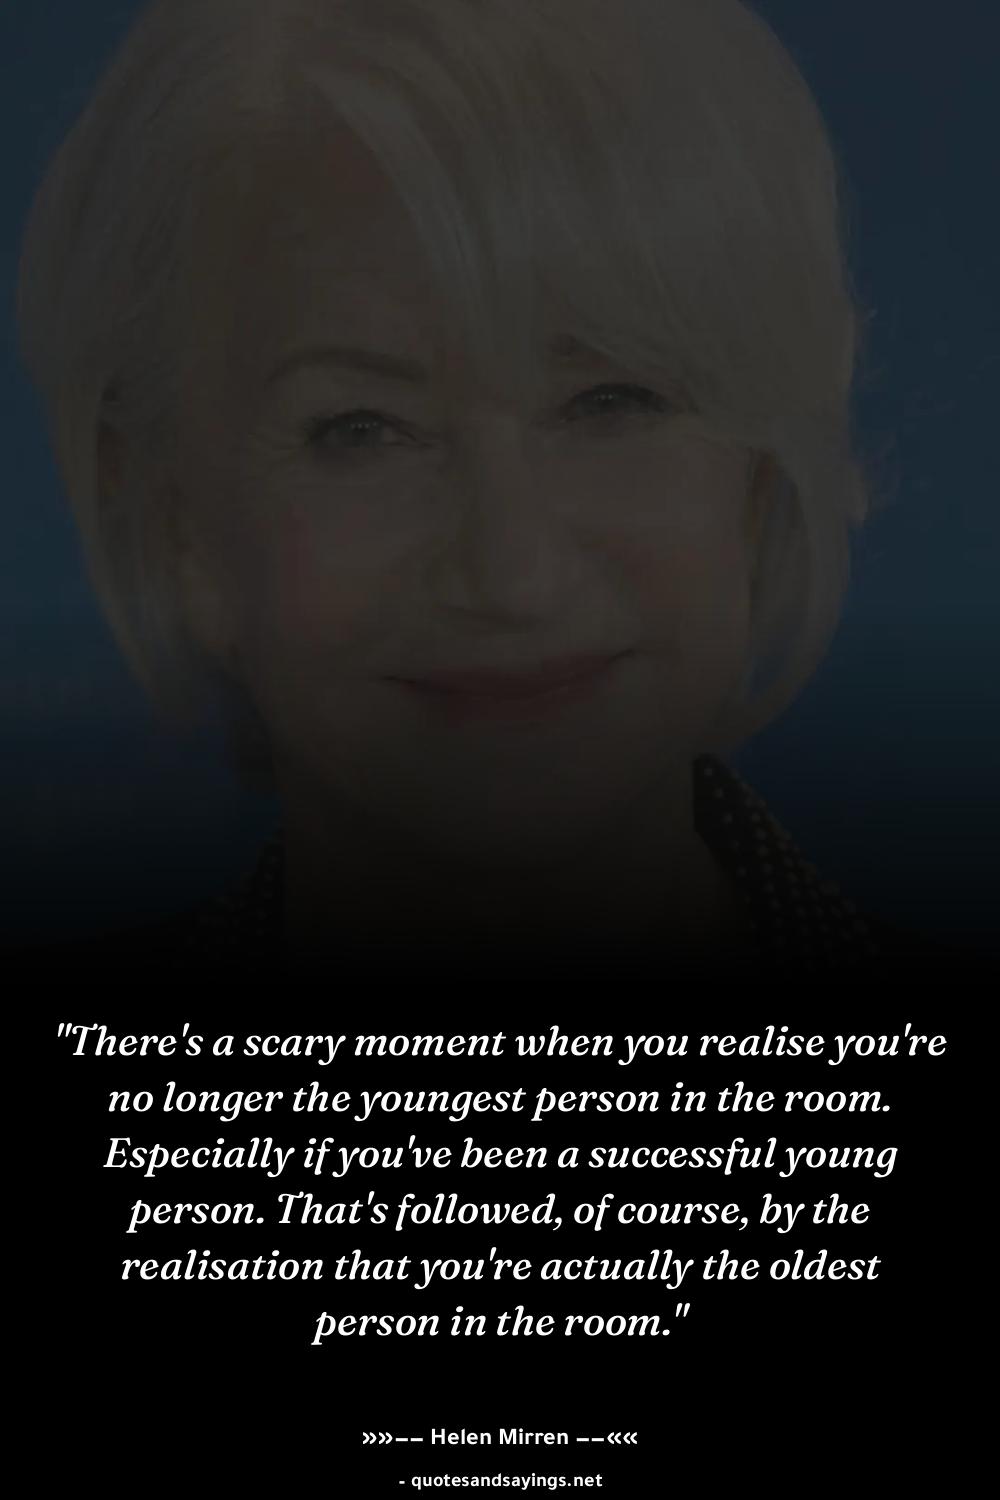 "There's a scary moment when you realise you're
no longer the youngest person in the room.
Especially if you've been a successful young
person. That's followed, of course, by the
realisation that you're actually the oldest
person in the room."
»»–– Helen Mirren ––««
- quotesandsayings.net